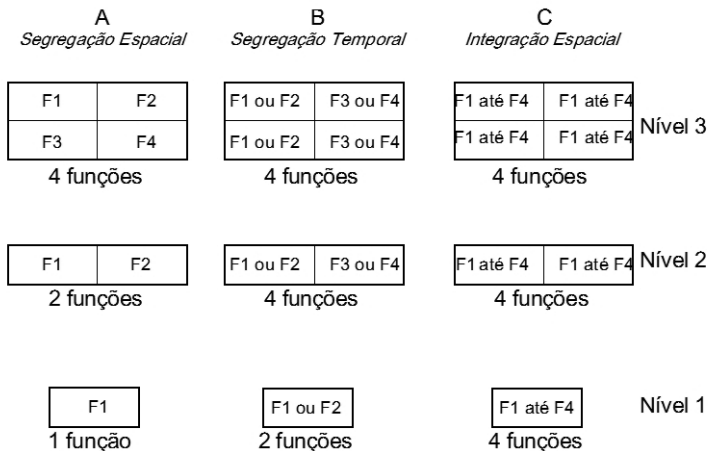 A B C
Segregação Espacial Segregação Temporal Integração Espacial
F1 F2 F1 ou F2 F3 ou F4 F1 até F4 F1 até F4
Nível 3
F3 F4 F1 ou F2 F3 ou F4 F1 até F4 F1 até F4
4 funções 4 funções 4 funções
F1 F2 F1 ou F2 F3 ou F4 F1 até F4 F1 até F4 Nível 2
2 funções 4 funções 4 funções
F1 F1 ou F2 F1 até F4 Nível 1
1 função 2 funções 4 funções